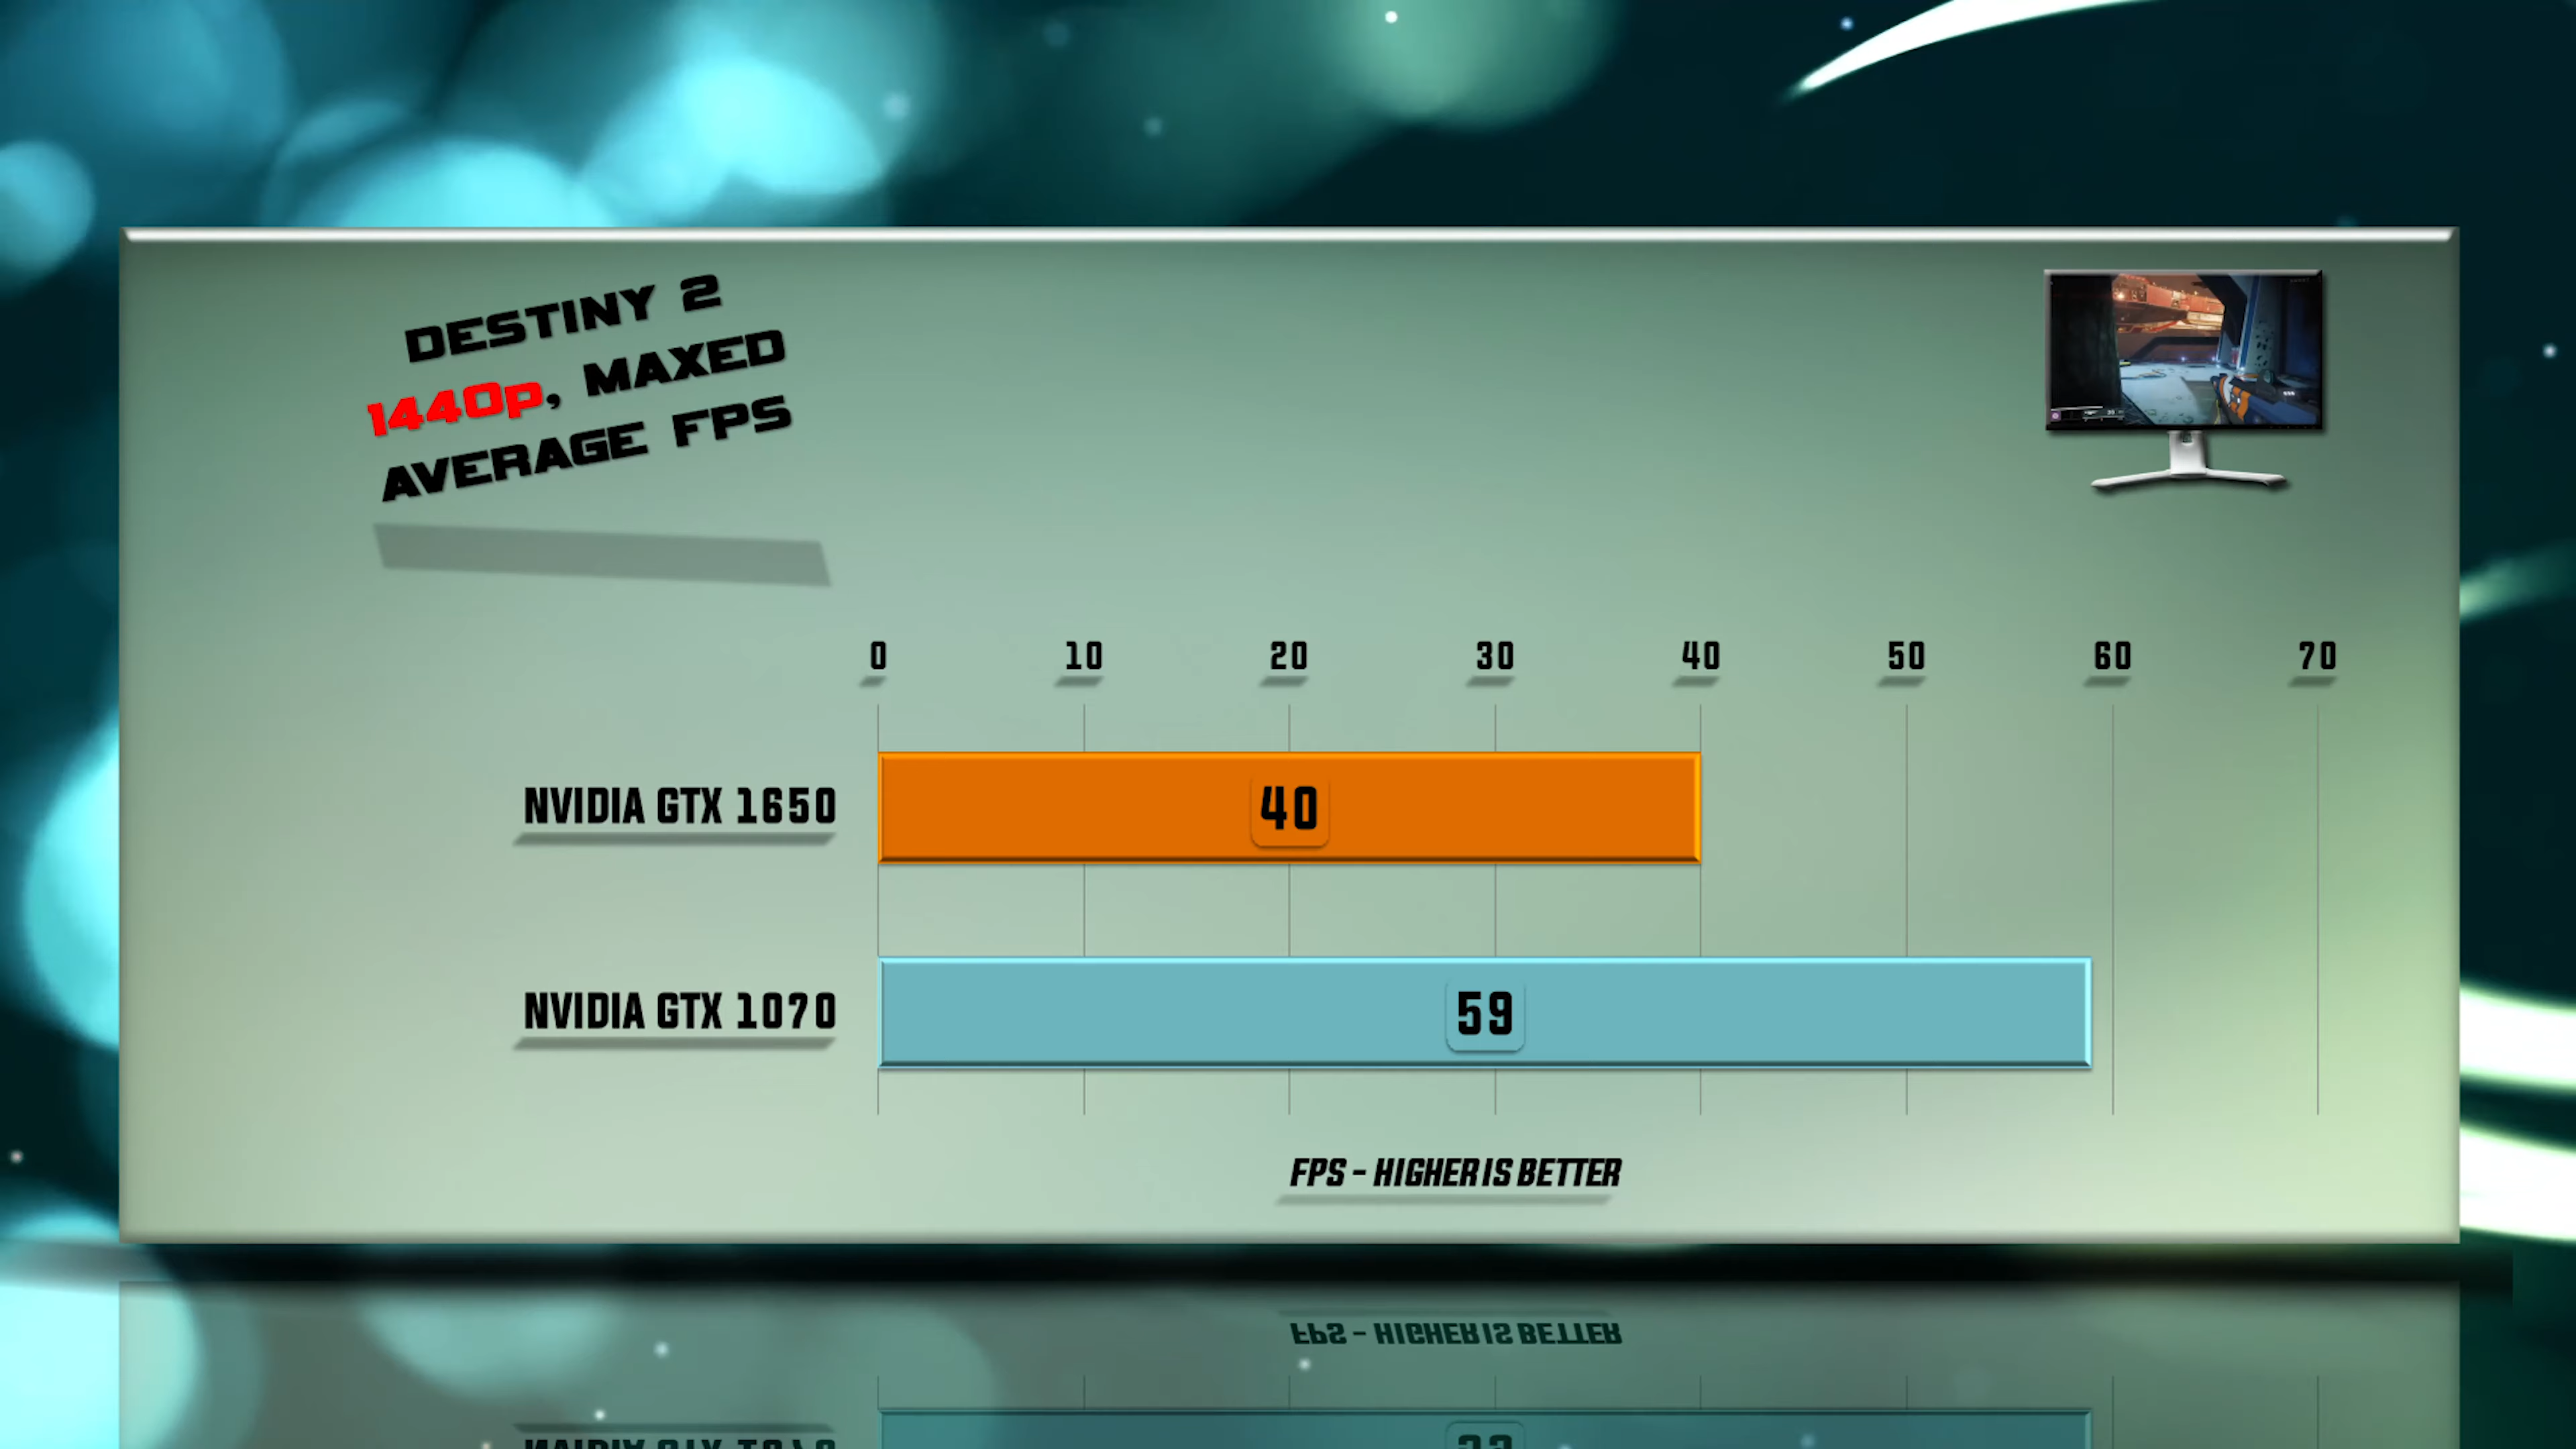 DESTINY 2
1440p, MAXED
AVERAGE FPS
0 10 20 30 40 50 60 70
NVIDIA GTX 1650 40
NVIDIA GTX 1070 59
FPS - HIGHER IS BETTER